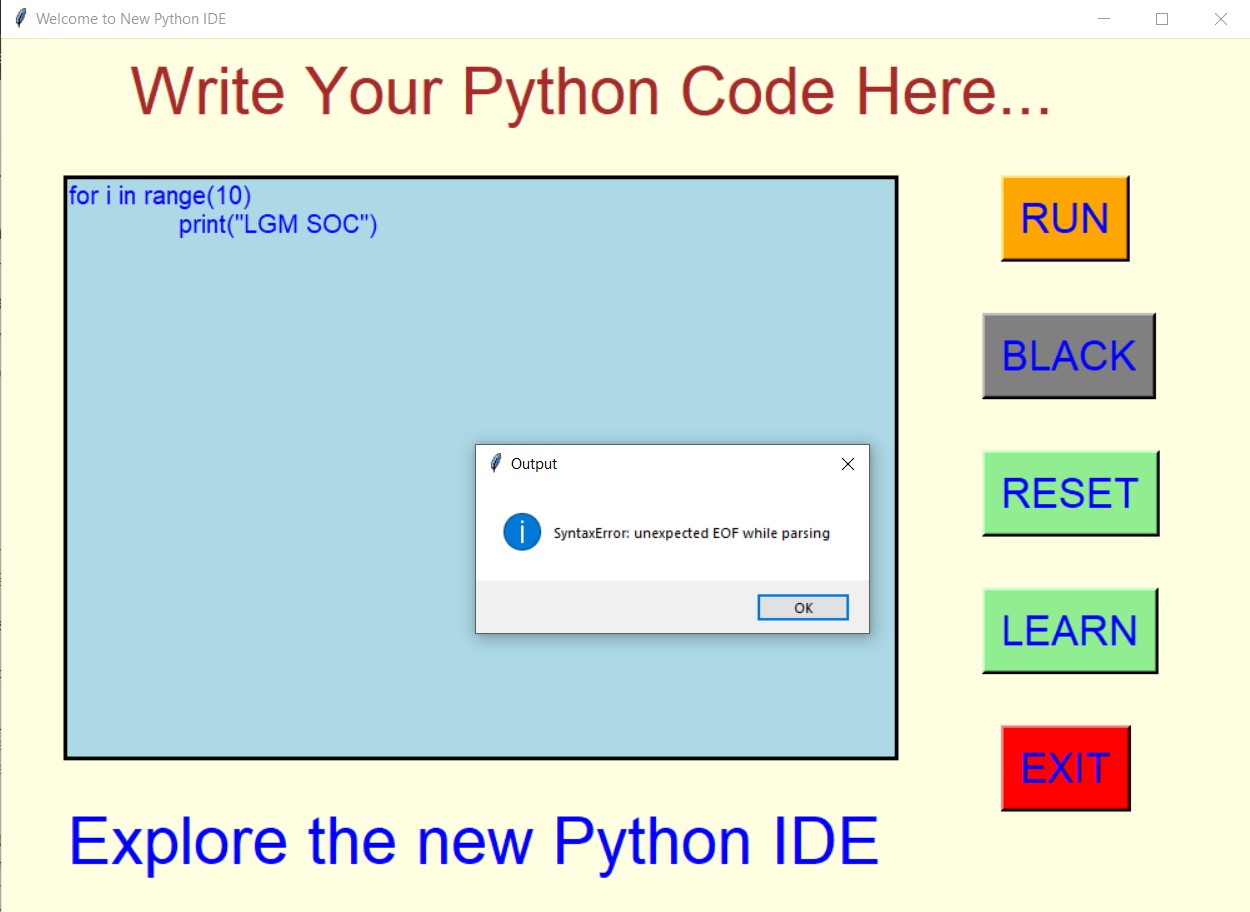 Welcome to New Python IDE
Write Your Python Code Here...
for i in range(10)
print("LGM SOC")
RUN
BLACK
RESET
LEARN
EXIT
Output
i
SyntaxError: unexpected EOF while parsing
OK
Explore the new Python IDE